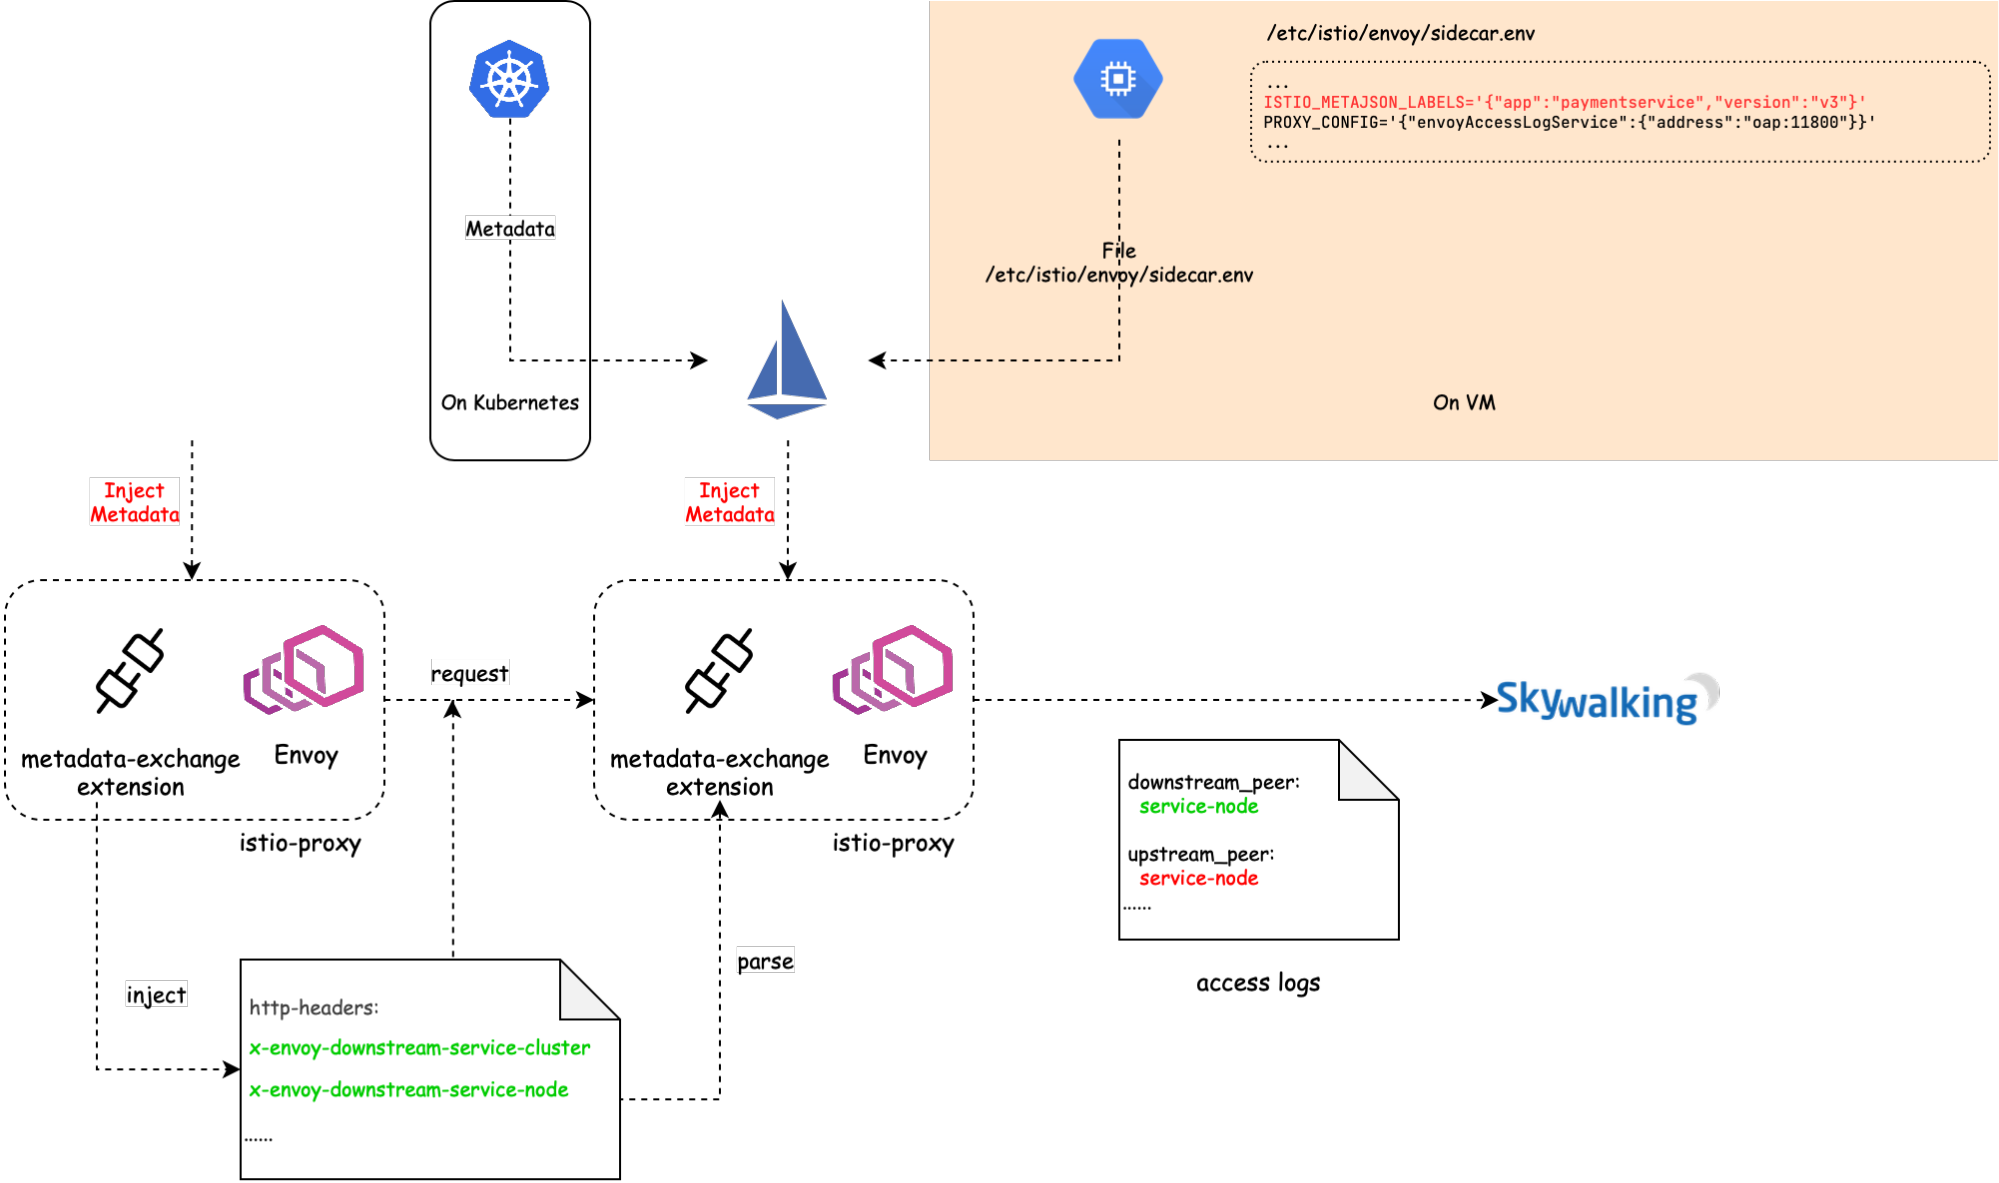 /etc/istio/envoy/sidecar.env
...
ISTIO_METAJSON_LABELS='{"app":"paymentservice","version":"v3"}'
PROXY_CONFIG='{"envoyAccessLogService":{"address":"oap:11800"}}'
...
Metadata
File
/etc/istio/envoy/sidecar.env
On Kubernetes
On VM
Inject
Metadata
Inject
Metadata
request
metadata-exchange
extension
Envoy
istio-proxy
metadata-exchange
extension
Envoy
istio-proxy
Skywalking
downstream_peer:
service-node
upstream_peer:
service-node
......
access logs
inject
parse
http-headers:
x-envoy-downstream-service-cluster
x-envoy-downstream-service-node
......